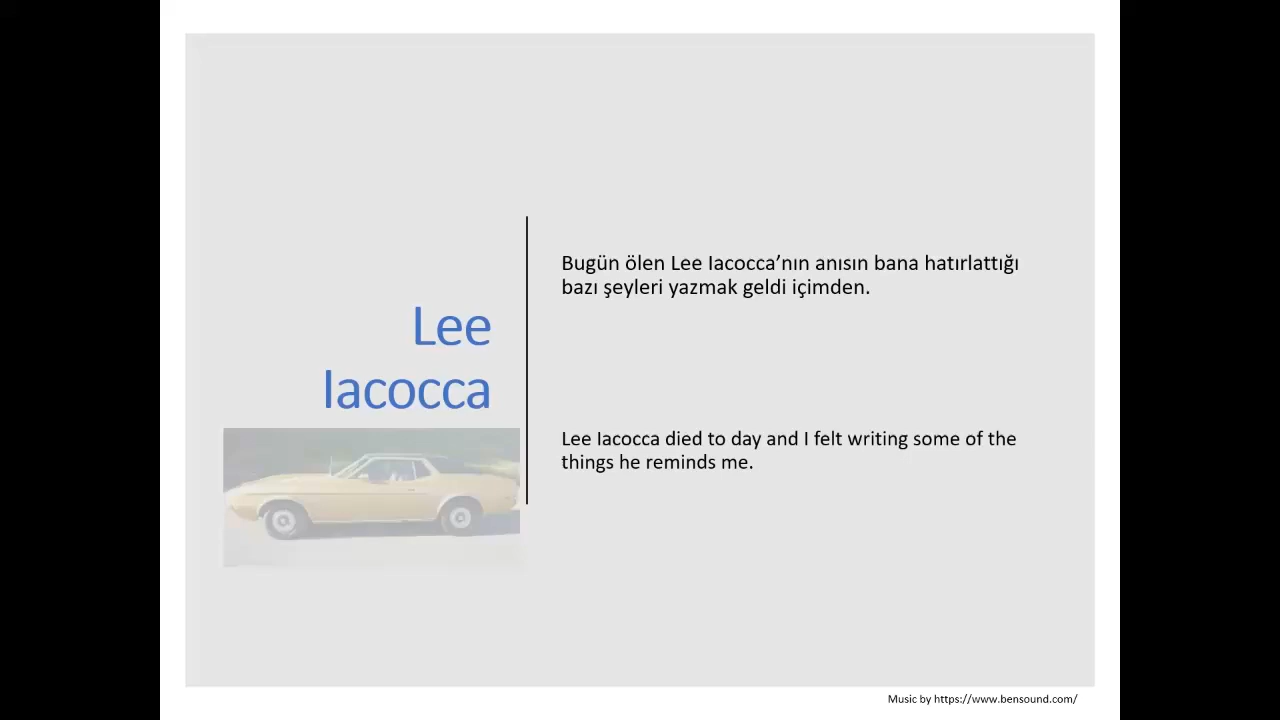 Lee
Iacocca
Bugün ölen Lee Iacocca’nın anısın bana hatırlattığı
bazı şeyleri yazmak geldi içimden.
Lee Iacocca died to day and I felt writing some of the
things he reminds me.
Music by https://www.bensound.com/